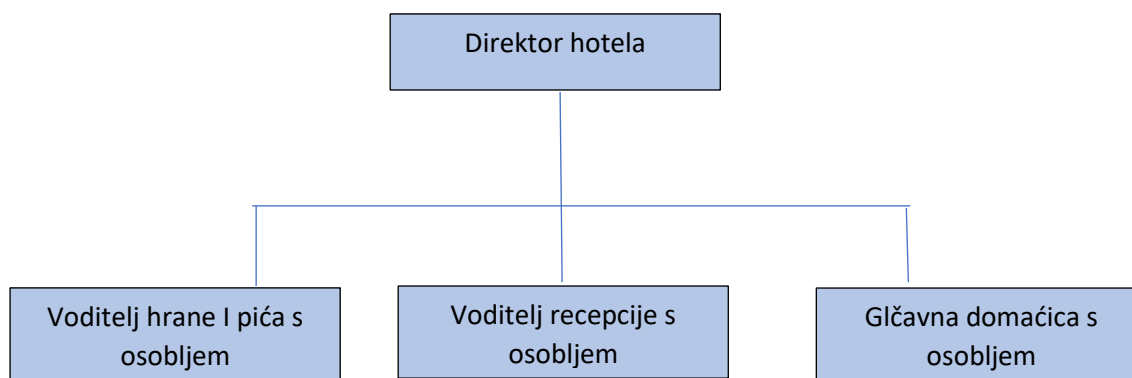 Direktor hotela
Voditelj hrane I pića s
osobljem
Voditelj recepcije s
osobljem
Glčavna domaćica s
osobljem